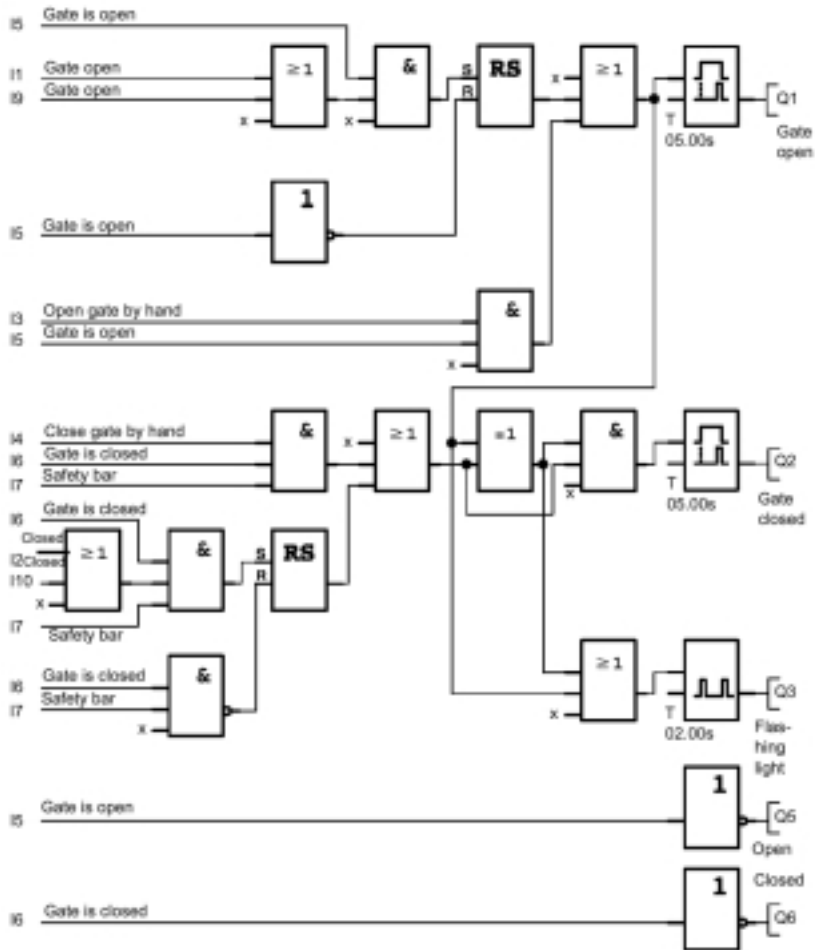 I5 Gate is open
I1 Gate open
I9 Gate open
x
≥1
x
&
S
R
RS
x
≥1
T
05.00s
Q1
Gate
open
I5 Gate is open
1
I3 Open gate by hand
I5 Gate is open
x
&
I4 Close gate by hand
I6 Gate is closed
I7 Safety bar
&
x
≥1
=1
&
x
T
05.00s
Q2
Gate
closed
I6 Gate is closed
Closed
I2 Closed
I10
x
≥1
I7 Safety bar
&
S
R
RS
I6 Gate is closed
I7 Safety bar
x
&
≥1
x
T
02.00s
Q3
Flas-
hing
light
I5 Gate is open
1
Q5
Open
I6 Gate is closed
1
Closed
Q6